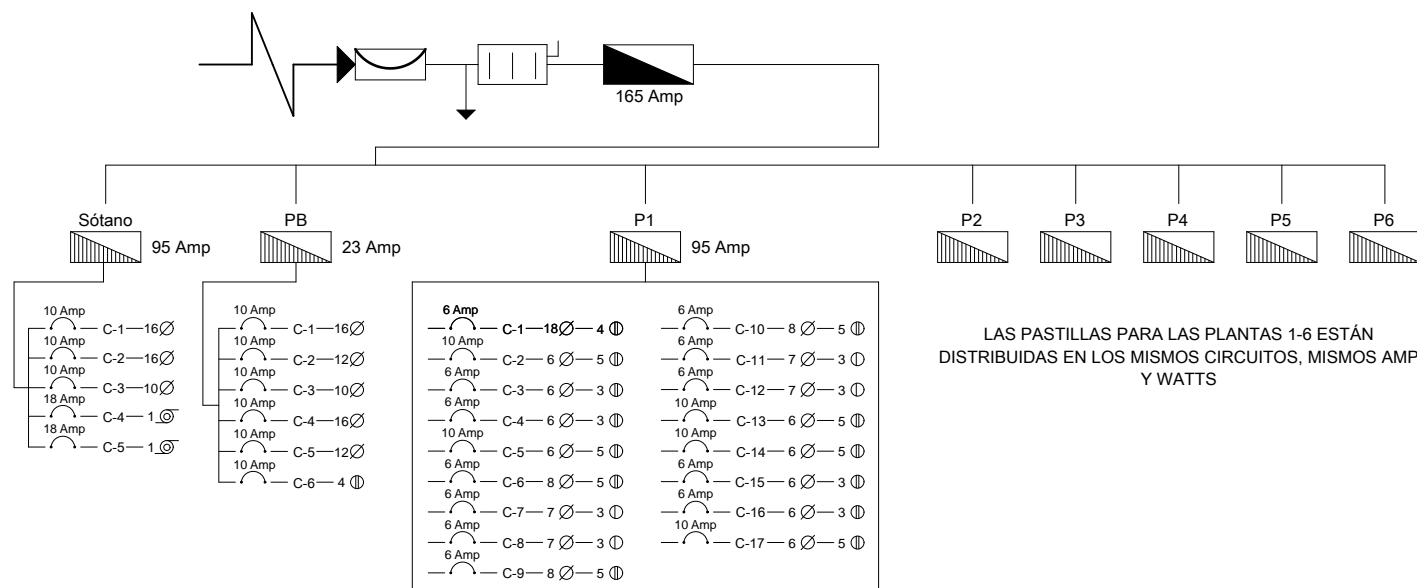 165 Amp
Sótano
95 Amp
PB
23 Amp
P1
95 Amp
P2
P3
P4
P5
P6
10 Amp
C-1 16
10 Amp
C-2 16
10 Amp
C-3 10
18 Amp
C-4 1
18 Amp
C-5 1
10 Amp
C-1 16
10 Amp
C-2 12
10 Amp
C-3 10
10 Amp
C-4 16
10 Amp
C-5 12
10 Amp
C-6 4
6 Amp
C-1 18 4
10 Amp
C-2 6 5
6 Amp
C-3 6 3
6 Amp
C-4 6 3
10 Amp
C-5 6 5
6 Amp
C-6 8 5
6 Amp
C-7 7 3
6 Amp
C-8 7 3
6 Amp
C-9 8 5
6 Amp
C-10 8 5
6 Amp
C-11 7 3
6 Amp
C-12 7 3
10 Amp
C-13 6 5
10 Amp
C-14 6 5
6 Amp
C-15 6 3
6 Amp
C-16 6 3
10 Amp
C-17 6 5
LAS PASTILLAS PARA LAS PLANTAS 1-6 ESTÁN
DISTRIBUIDAS EN LOS MISMOS CIRCUITOS, MISMOS AMP
Y WATTS